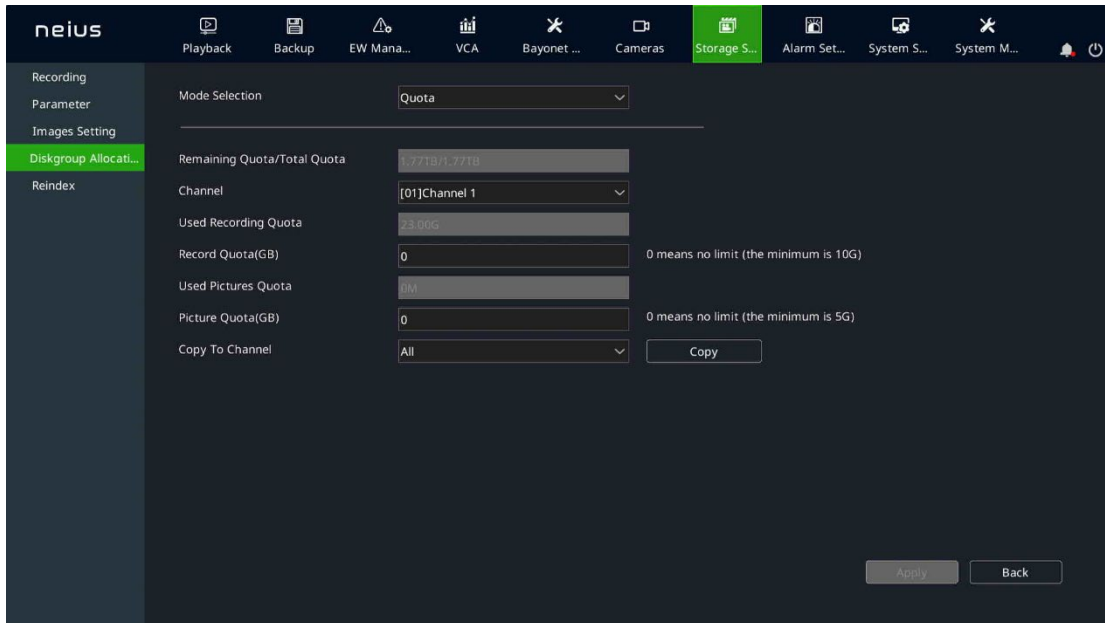 neius
Playback Backup EW Mana... VCA Bayonet ... Cameras Storage S... Alarm Set... System S... System M...
Recording
Parameter
Images Setting
Diskgroup Allocati...
Reindex
Mode Selection Quota
Remaining Quota/Total Quota 1.77TB/1.77TB
Channel [01]Channel 1
Used Recording Quota 23.00G
Record Quota(GB) 0 0 means no limit (the minimum is 10G)
Used Pictures Quota 0M
Picture Quota(GB) 0 0 means no limit (the minimum is 5G)
Copy To Channel All Copy
Apply Back